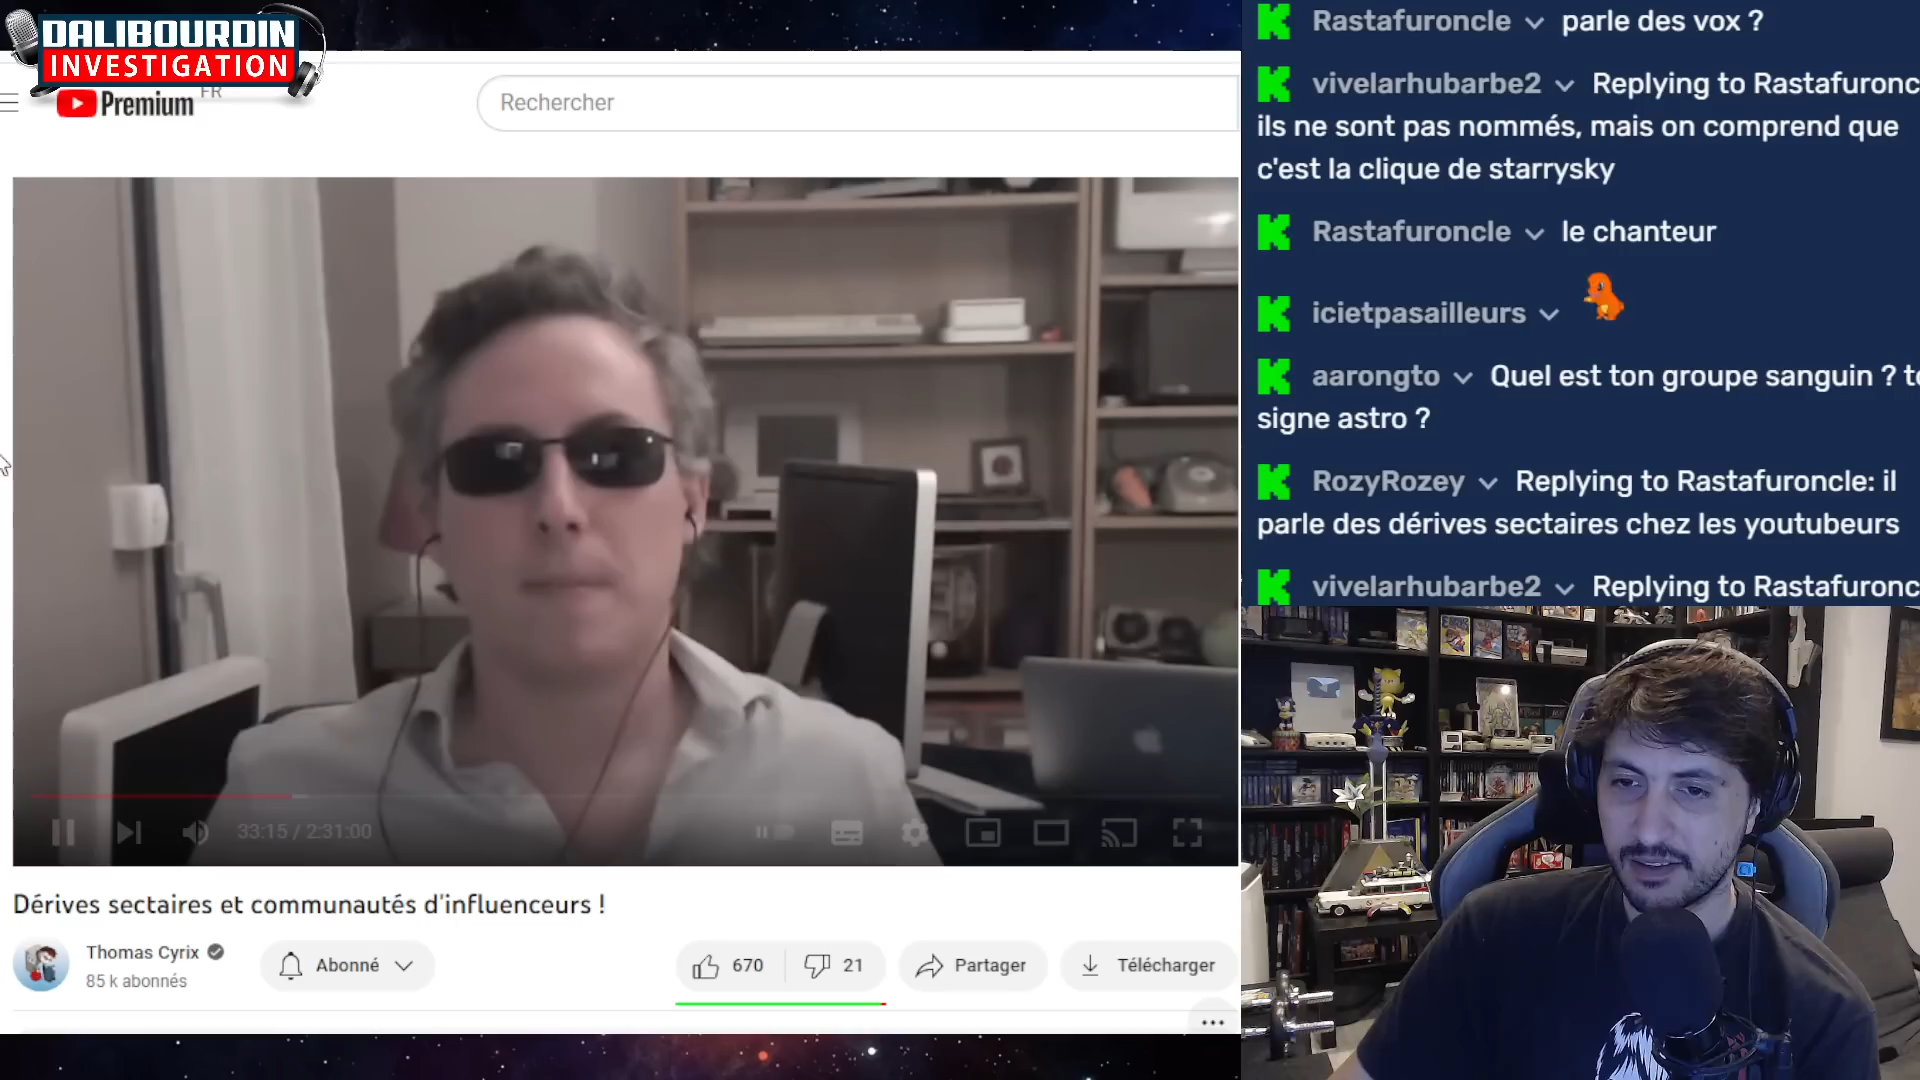 DALIBOURDIN
INVESTIGATION
Premium FR
Rechercher
33:15 / 2:31:00
Dérives sectaires et communautés d'influenceurs !
Thomas Cyrix
85 k abonnés
Abonné
670
21
Partager
Télécharger
Rastafuroncle parle des vox ?
vivelarhubarbe2 Replying to Rastafuronc
ils ne sont pas nommés, mais on comprend que
c'est la clique de starrysky
Rastafuroncle le chanteur
icietpasailleurs
aarongto Quel est ton groupe sanguin ? to
signe astro ?
RozyRozey Replying to Rastafuroncle: il
parle des dérives sectaires chez les youtubeurs
vivelarhubarbe2 Replying to Rastafuronc